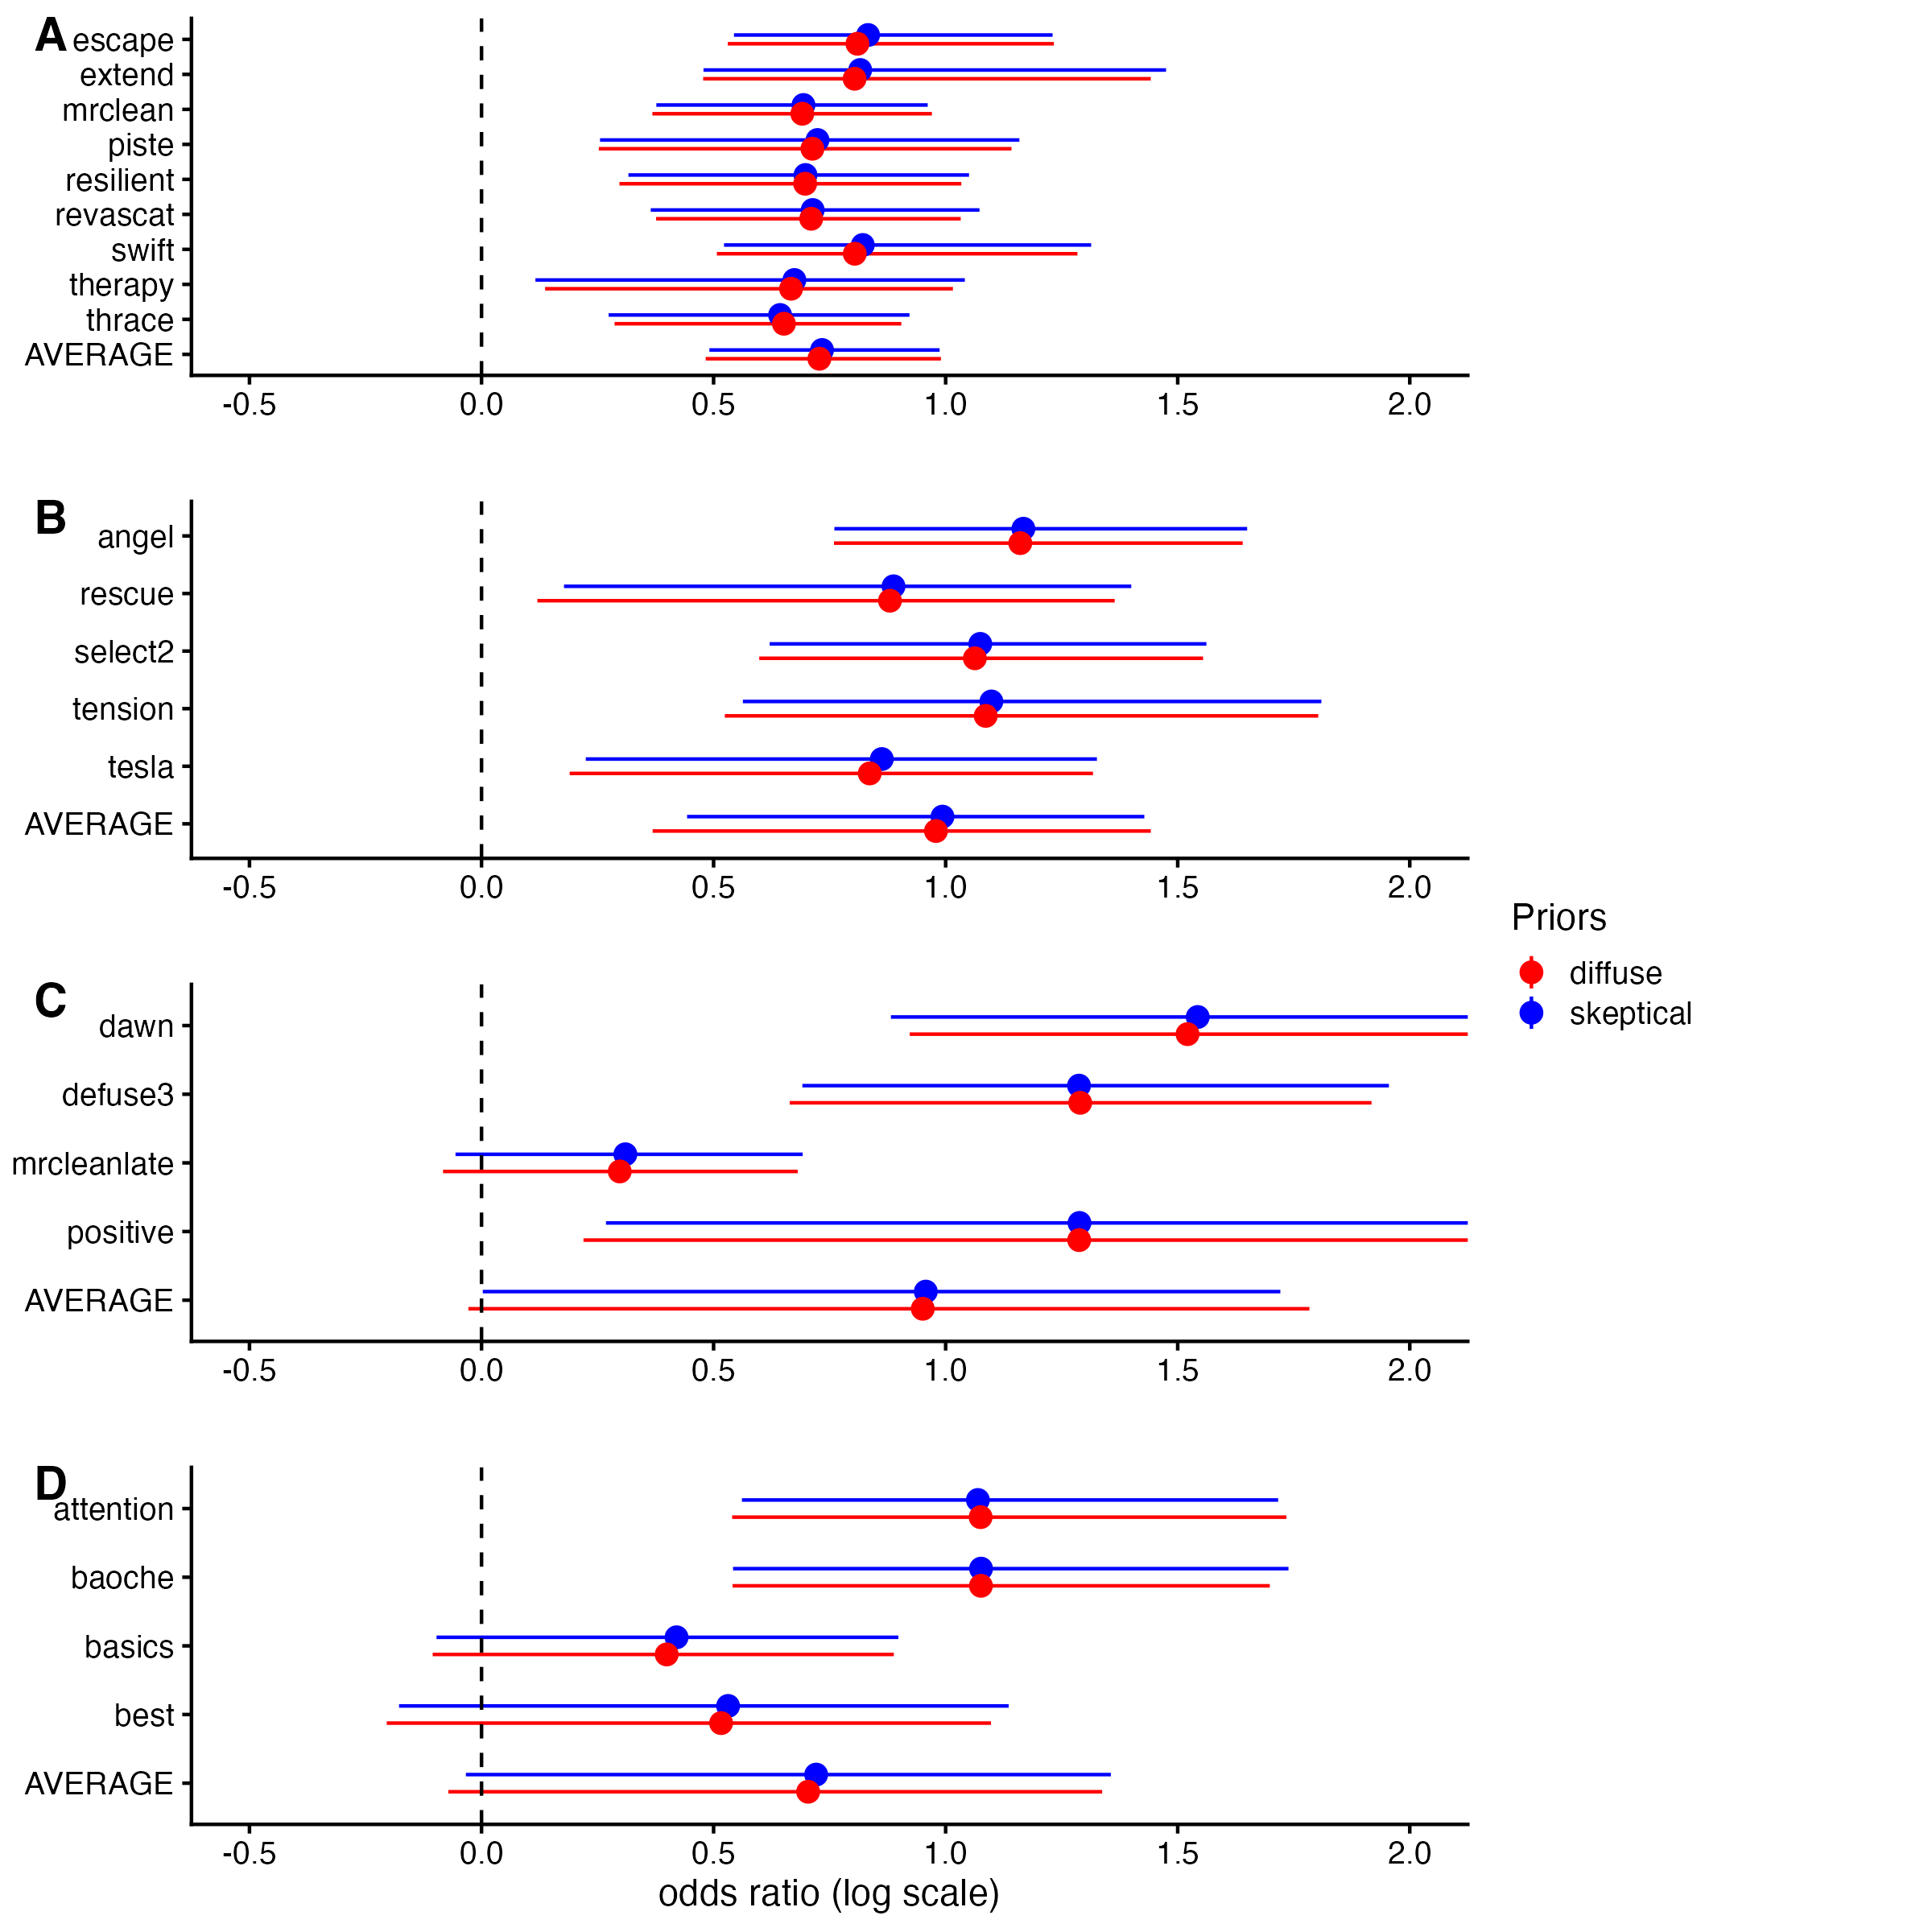 A
escape
extend
mrclean
piste
resilient
revascat
swift
therapy
thrace
AVERAGE
-0.5 0.0 0.5 1.0 1.5 2.0
B
angel
rescue
select2
tension
tesla
AVERAGE
-0.5 0.0 0.5 1.0 1.5 2.0
Priors
diffuse
skeptical
C
dawn
defuse3
mrcleanlate
positive
AVERAGE
-0.5 0.0 0.5 1.0 1.5 2.0
D
attention
baoche
basics
best
AVERAGE
-0.5 0.0 0.5 1.0 1.5 2.0
odds ratio (log scale)